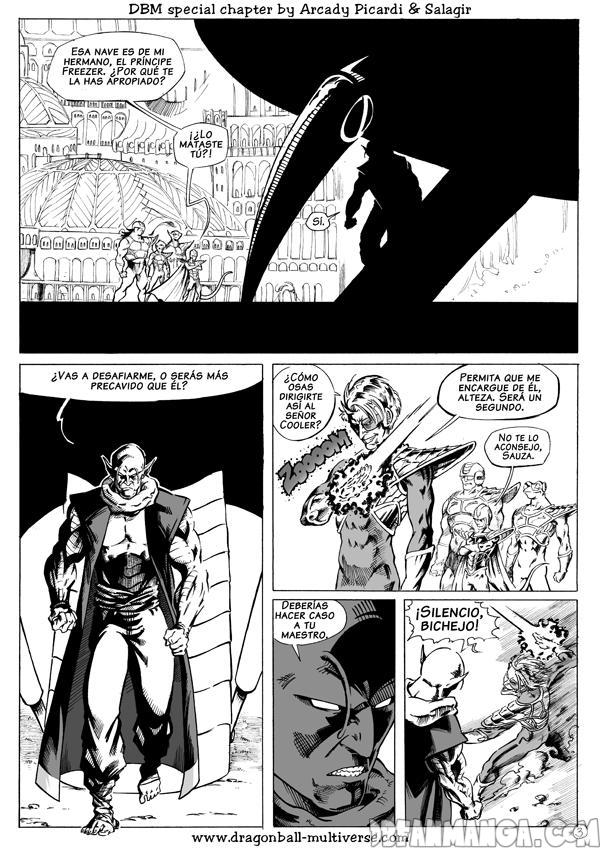 DBM special chapter by Arcady Picardi & Salagir
ESA NAVE ES DE MI
HERMANO, EL PRÍNCIPE
FREEZER. ¿POR QUÉ TE
LA HAS APROPIADO?
¡¿LO
MATASTE
TÚ?!
SÍ.
¿VAS A DESAFIARME, O SERÁS MÁS
PRECAVIDO QUE ÉL?
¿CÓMO
OSAS
DIRIGIRTE
ASÍ AL
SEÑOR
COOLER?
PERMITA QUE ME
ENCARGUE DE ÉL,
ALTEZA. SERÁ UN
SEGUNDO.
NO TE LO
ACONSEJO,
SAUZA.
ZOOOOM!
DEBERÍAS
HACER CASO
A TU
MAESTRO.
¡SILENCIO,
BICHEJO!
5
www.dragonball-multiverse.com
SUBMANGA.COM